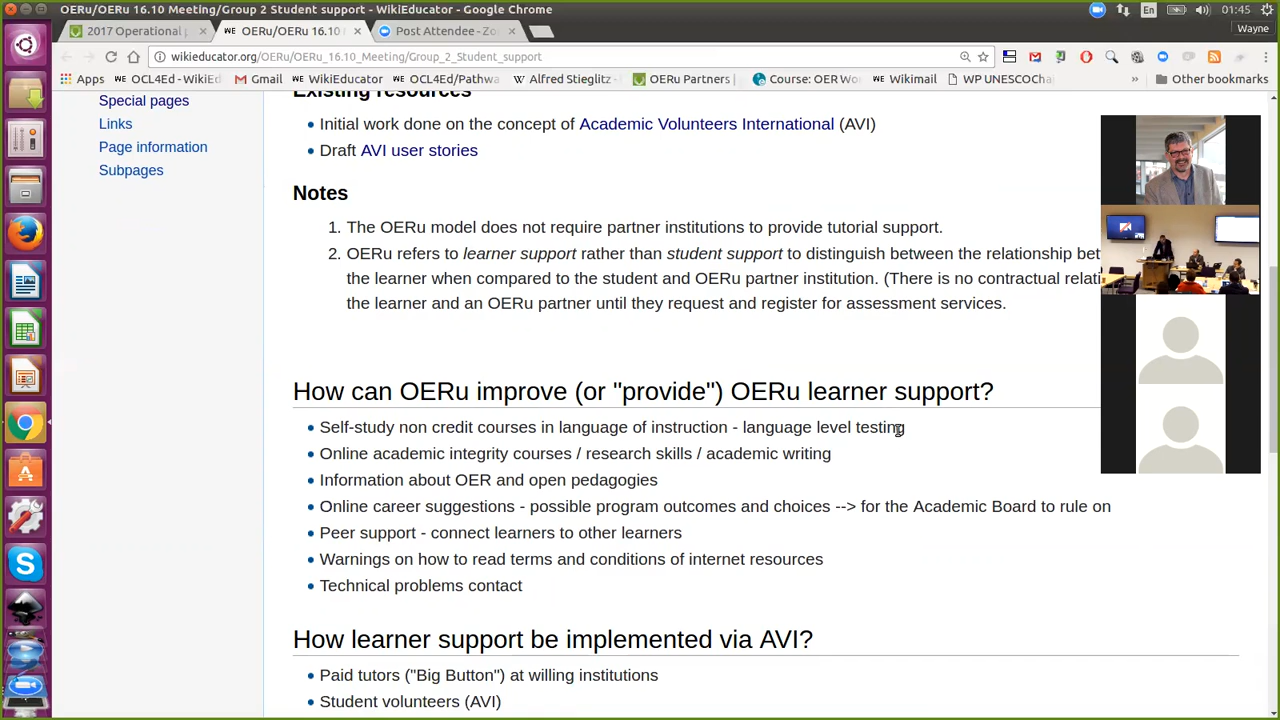 OERu/OERu 16.10 Meeting/Group 2 Student support - WikiEducator - Google Chrome
En
01:45
2017 Operational
WE OERu/OERu 16.10
Post Attendee - Zo
Wayne
wikieducator.org/OERu/OERu_16.10_Meeting/Group_2_Student_support
Apps
WE OCL4Ed - WikiEd
Gmail
WE WikiEducator
OCL4Ed/Pathwa
W Alfred Stieglitz -
OERu Partners |
Course: OER Wo
WE Wikimail
WP UNESCOCha
»
Other bookmarks
Special pages
Links
Page information
Subpages
Existing resources
Initial work done on the concept of Academic Volunteers International (AVI)
Draft AVI user stories
Notes
1. The OERu model does not require partner institutions to provide tutorial support.
2. OERu refers to learner support rather than student support to distinguish between the relationship bet
the learner when compared to the student and OERu partner institution. (There is no contractual relati
the learner and an OERu partner until they request and register for assessment services.
How can OERu improve (or "provide") OERu learner support?
Self-study non credit courses in language of instruction - language level testing
Online academic integrity courses / research skills / academic writing
Information about OER and open pedagogies
Online career suggestions - possible program outcomes and choices --> for the Academic Board to rule on
Peer support - connect learners to other learners
Warnings on how to read terms and conditions of internet resources
Technical problems contact
How learner support be implemented via AVI?
Paid tutors ("Big Button") at willing institutions
Student volunteers (AVI)